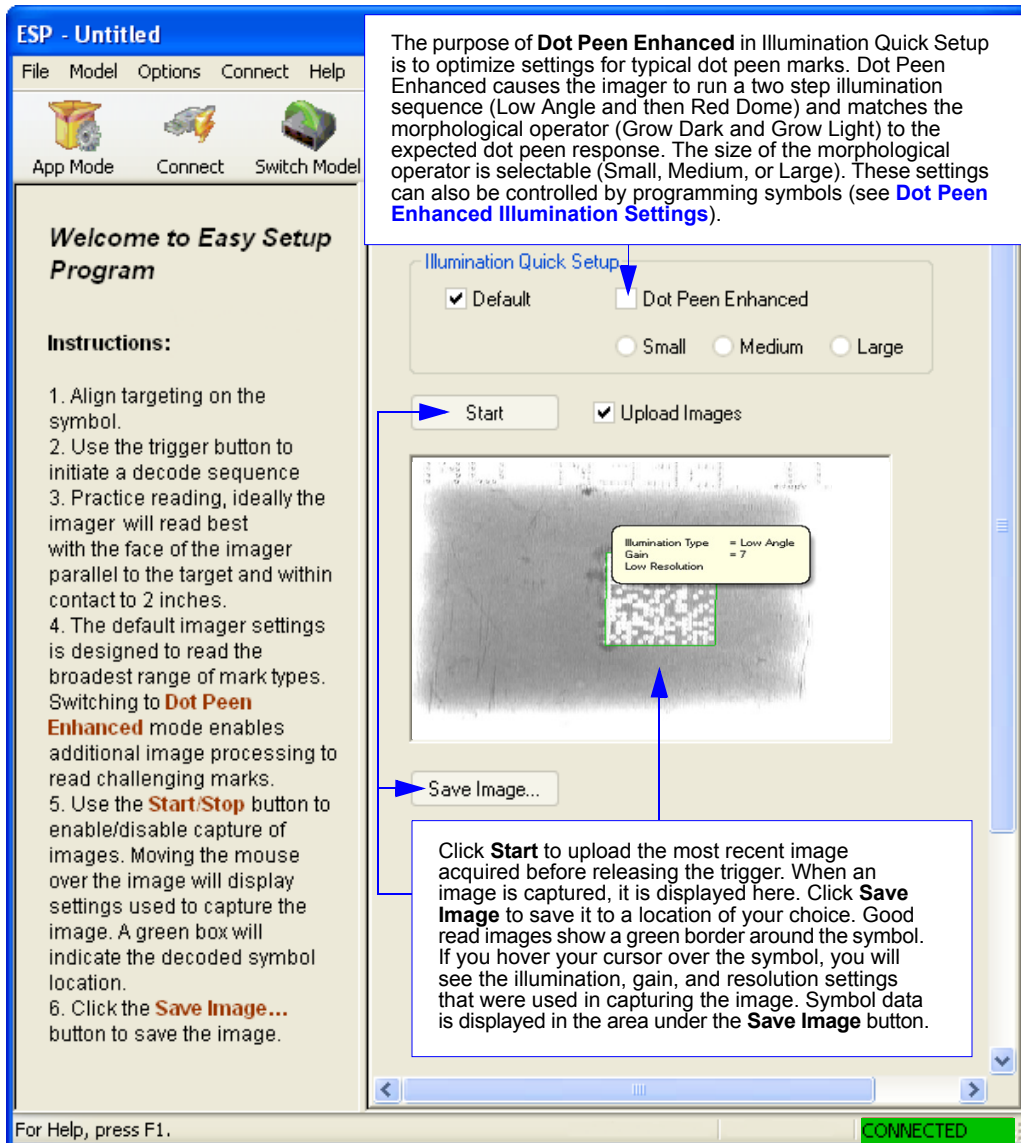 ESP - Untitled
File Model Options Connect Help
App Mode Connect Switch Model
The purpose of Dot Peen Enhanced in Illumination Quick Setup
is to optimize settings for typical dot peen marks. Dot Peen
Enhanced causes the imager to run a two step illumination
sequence (Low Angle and then Red Dome) and matches the
morphological operator (Grow Dark and Grow Light) to the
expected dot peen response. The size of the morphological
operator is selectable (Small, Medium, or Large). These settings
can also be controlled by programming symbols (see Dot Peen
Enhanced Illumination Settings).
Welcome to Easy Setup
Program
Instructions:
1. Align targeting on the
symbol.
2. Use the trigger button to
initiate a decode sequence
3. Practice reading, ideally the
imager will read best
with the face of the imager
parallel to the target and within
contact to 2 inches.
4. The default imager settings
is designed to read the
broadest range of mark types.
Switching to Dot Peen
Enhanced mode enables
additional image processing to
read challenging marks.
5. Use the Start/Stop button to
enable/disable capture of
images. Moving the mouse
over the image will display
settings used to capture the
image. A green box will
indicate the decoded symbol
location.
6. Click the Save Image...
button to save the image.
Illumination Quick Setup
Default Dot Peen Enhanced
Small Medium Large
Start Upload Images
Illumination Type = Low Angle
Gain = 7
Low Resolution
Save Image...
Click Start to upload the most recent image
acquired before releasing the trigger. When an
image is captured, it is displayed here. Click Save
Image to save it to a location of your choice. Good
read images show a green border around the symbol.
If you hover your cursor over the symbol, you will
see the illumination, gain, and resolution settings
that were used in capturing the image. Symbol data
is displayed in the area under the Save Image button.
For Help, press F1.
CONNECTED